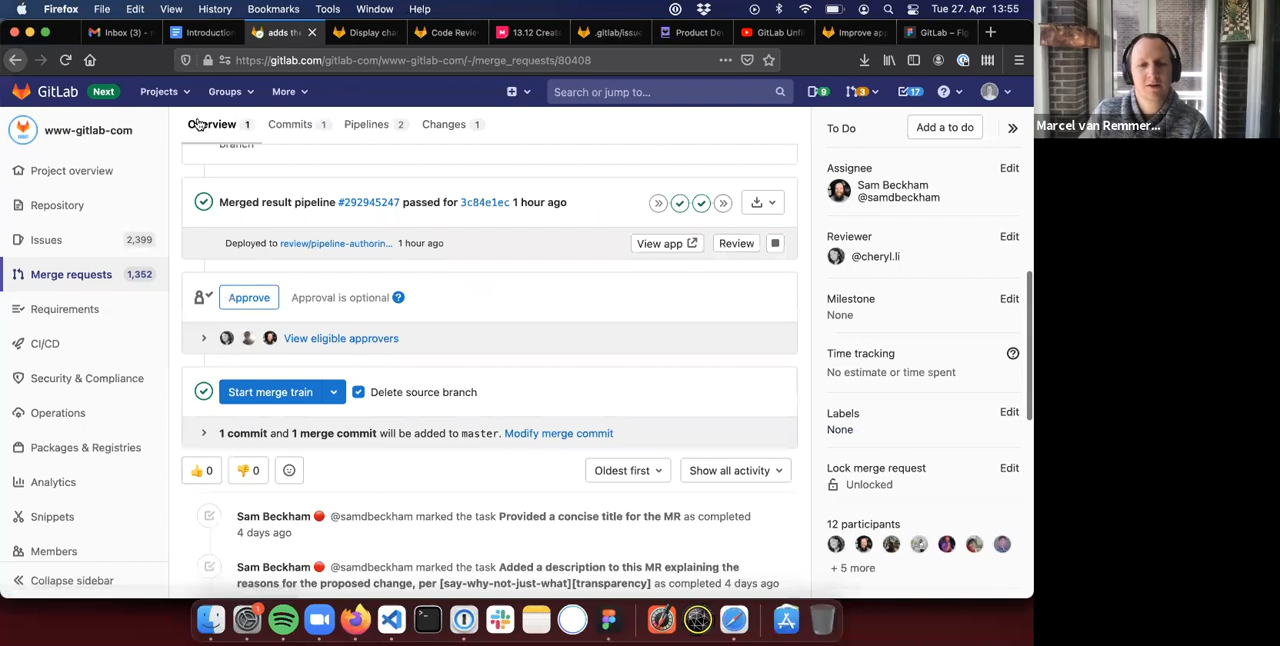 Firefox File Edit View History Bookmarks Tools Window Help Tue 27. Apr 13:55
Inbox (3) - Introduction adds the Display cha Code Revie 13.12 Creat .gitlab/issue Product Dev GitLab Unfi Improve app GitLab – Fig
https://gitlab.com/gitlab-com/www-gitlab-com/-/merge_requests/80408
GitLab Next Projects Groups More Search or jump to... 9 3 17
www-gitlab-com
Project overview
Repository
Issues 2,399
Merge requests 1,352
Requirements
CI/CD
Security & Compliance
Operations
Packages & Registries
Analytics
Snippets
Members
Collapse sidebar
Overview 1 Commits 1 Pipelines 2 Changes 1
branch
Merged result pipeline #292945247 passed for 3c84e1ec 1 hour ago
Deployed to review/pipeline-authorin... 1 hour ago View app Review
Approve Approval is optional
View eligible approvers
Start merge train Delete source branch
1 commit and 1 merge commit will be added to master. Modify merge commit
👍 0 👎 0 Oldest first Show all activity
Sam Beckham @samdbeckham marked the task Provided a concise title for the MR as completed
4 days ago
Sam Beckham @samdbeckham marked the task Added a description to this MR explaining the
reasons for the proposed change, per [say-why-not-just-what][transparency] as completed 4 days ago
To Do Add a to do
Assignee Edit
Sam Beckham
@samdbeckham
Reviewer Edit
@cheryl.li
Milestone Edit
None
Time tracking
No estimate or time spent
Labels Edit
None
Lock merge request Edit
Unlocked
12 participants
+ 5 more
Marcel van Remmer...